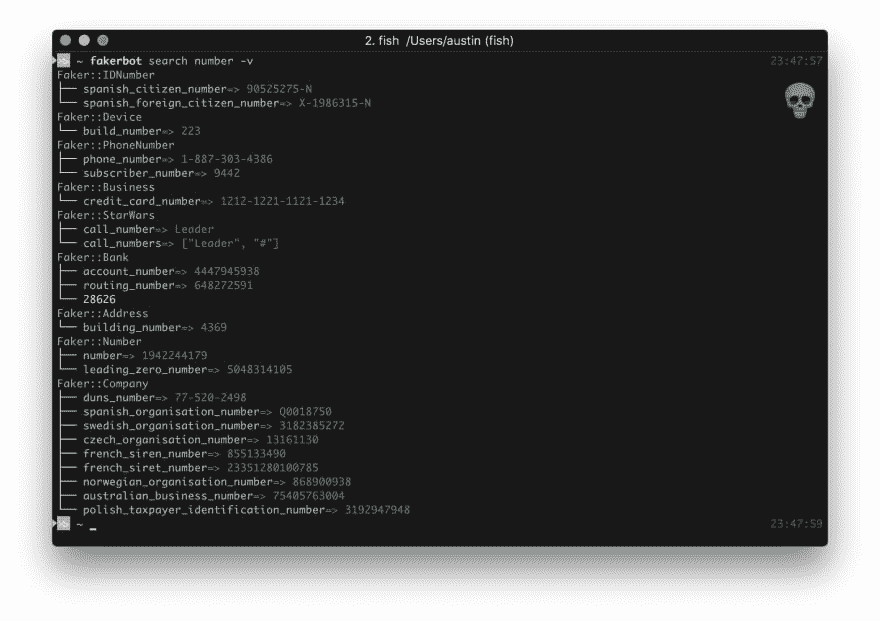 2. fish /Users/austin (fish)
~ fakerbot search number -v 23:47:57
Faker::IDNumber
├── spanish_citizen_number=> 90525275-N
└── spanish_foreign_citizen_number=> X-1986315-N
Faker::Device
└── build_number=> 223
Faker::PhoneNumber
├── phone_number=> 1-887-303-4386
└── subscriber_number=> 9442
Faker::Business
└── credit_card_number=> 1212-1221-1121-1234
Faker::StarWars
├── call_number=> Leader
└── call_numbers=> ["Leader", "#"]
Faker::Bank
├── account_number=> 4447945938
├── routing_number=> 648272591
└── 28626
Faker::Address
└── building_number=> 4369
Faker::Number
├── number=> 1942244179
└── leading_zero_number=> 5048314105
Faker::Company
├── duns_number=> 77-520-2498
├── spanish_organisation_number=> Q0018750
├── swedish_organisation_number=> 3182385272
├── czech_organisation_number=> 13161130
├── french_siren_number=> 855133490
├── french_siret_number=> 23351280100785
├── norwegian_organisation_number=> 868900938
├── australian_business_number=> 75405763004
└── polish_taxpayer_identification_number=> 3192947948
~ 23:47:59